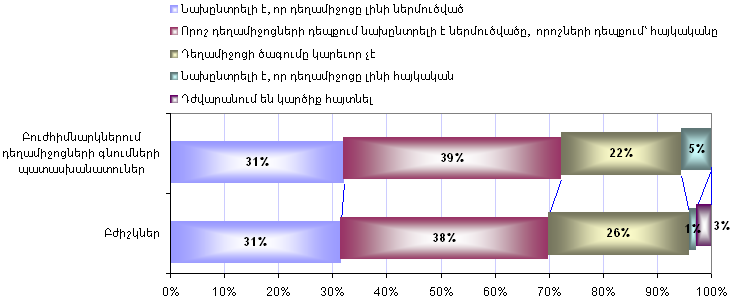 Նախընտրելի է, որ դեղամիջոցը լինի ներմուծված
Որոշ դեղամիջոցների դեպքում նախընտրելի է ներմուծվածը, որոշների դեպքում՝ հայկականը
Դեղամիջոցի ծագումը կարեւոր չէ
Նախընտրելի է, որ դեղամիջոցը լինի հայկական
Դժվարանում են կարծիք հայտնել
Բուժհիմնարկներում
դեղամիջոցների գնումների
պատասխանատուներ
31% 39% 22% 5%
Բժիշկներ
31% 38% 26% 1% 3%
0% 10% 20% 30% 40% 50% 60% 70% 80% 90% 100%